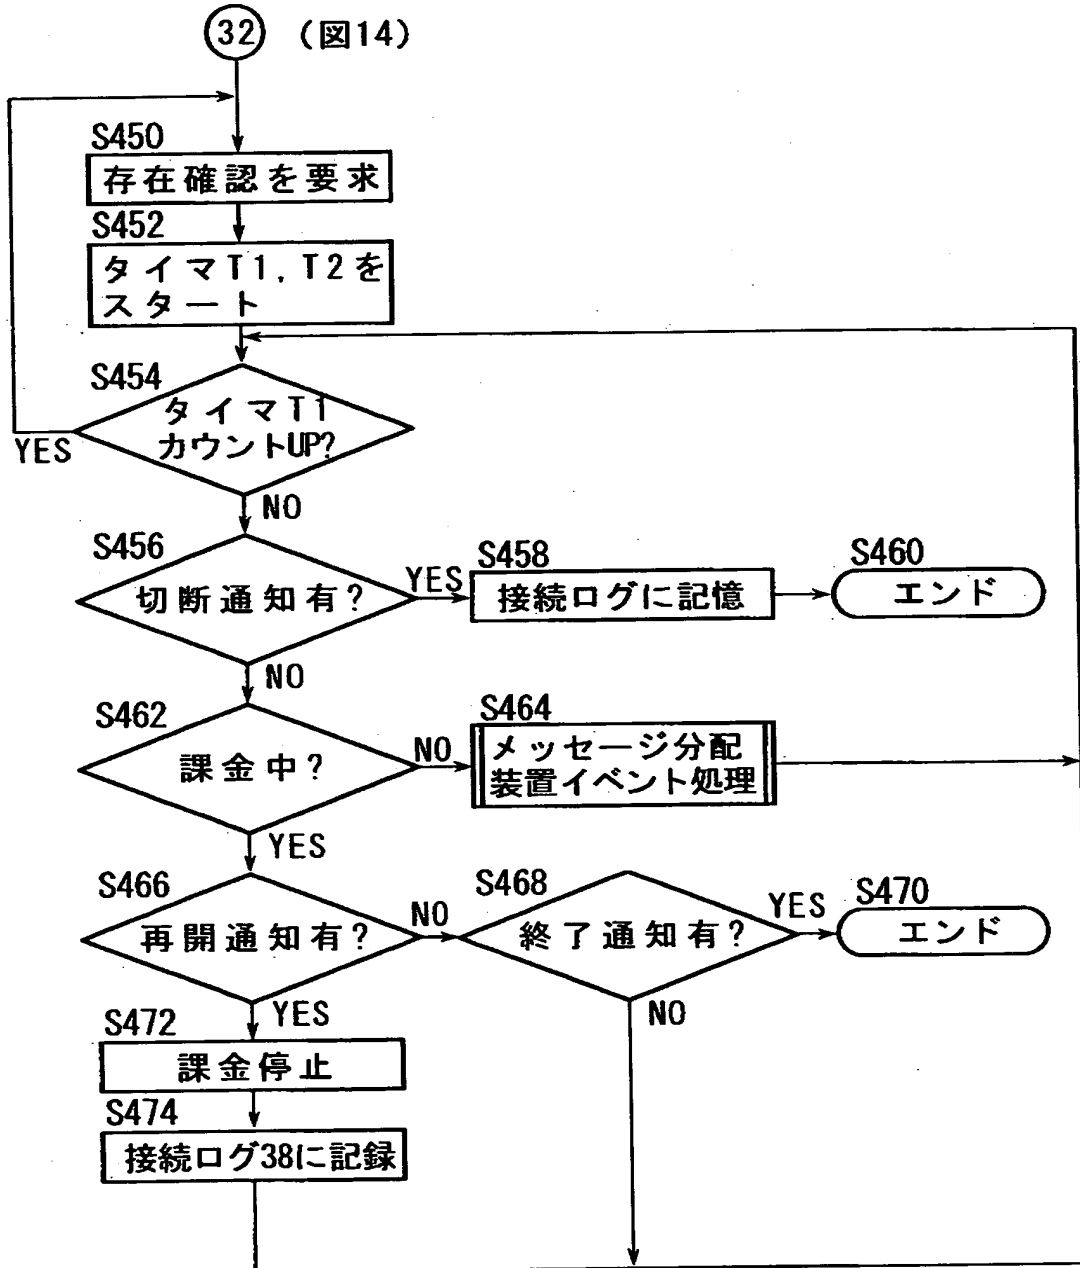 32 (図14)
S450
存在確認を要求
S452
タイマT1,T2を
スタート
S454
タイマT1
カウントUP?
YES
NO
S456
切断通知有?
YES
S458
接続ログに記憶
S460
エンド
NO
S462
課金中?
NO
S464
メッセージ分配
装置イベント処理
YES
S466
再開通知有?
NO
S468
終了通知有?
YES
S470
エンド
YES
NO
S472
課金停止
S474
接続ログ38に記録